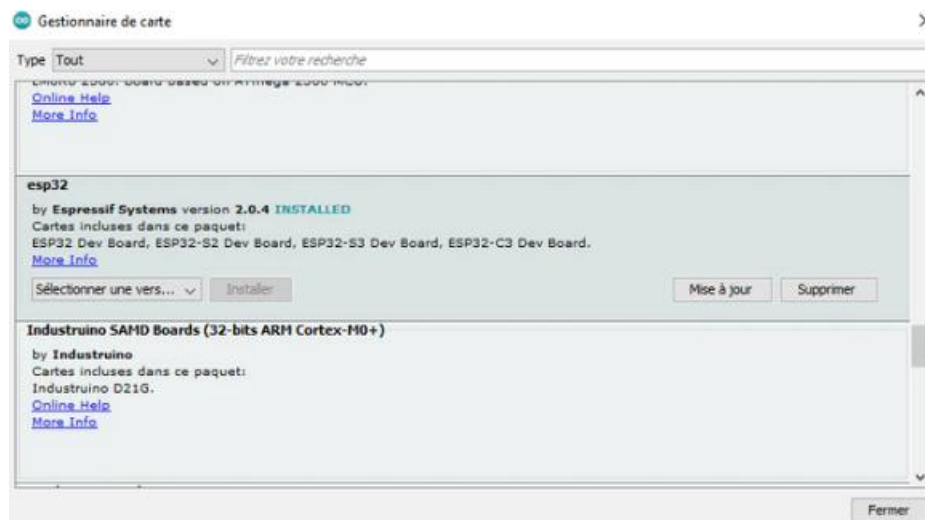 Gestionnaire de carte
Type Tout Filtrez votre recherche
Online Help
More Info
esp32
by Espressif Systems version 2.0.4 INSTALLED
Cartes incluses dans ce paquet:
ESP32 Dev Board, ESP32-S2 Dev Board, ESP32-S3 Dev Board, ESP32-C3 Dev Board.
More Info
Sélectionner une vers... Installer Mise à jour Supprimer
Industruino SAMD Boards (32-bits ARM Cortex-M0+)
by Industruino
Cartes incluses dans ce paquet:
Industruino D21G.
Online Help
More Info
Fermer